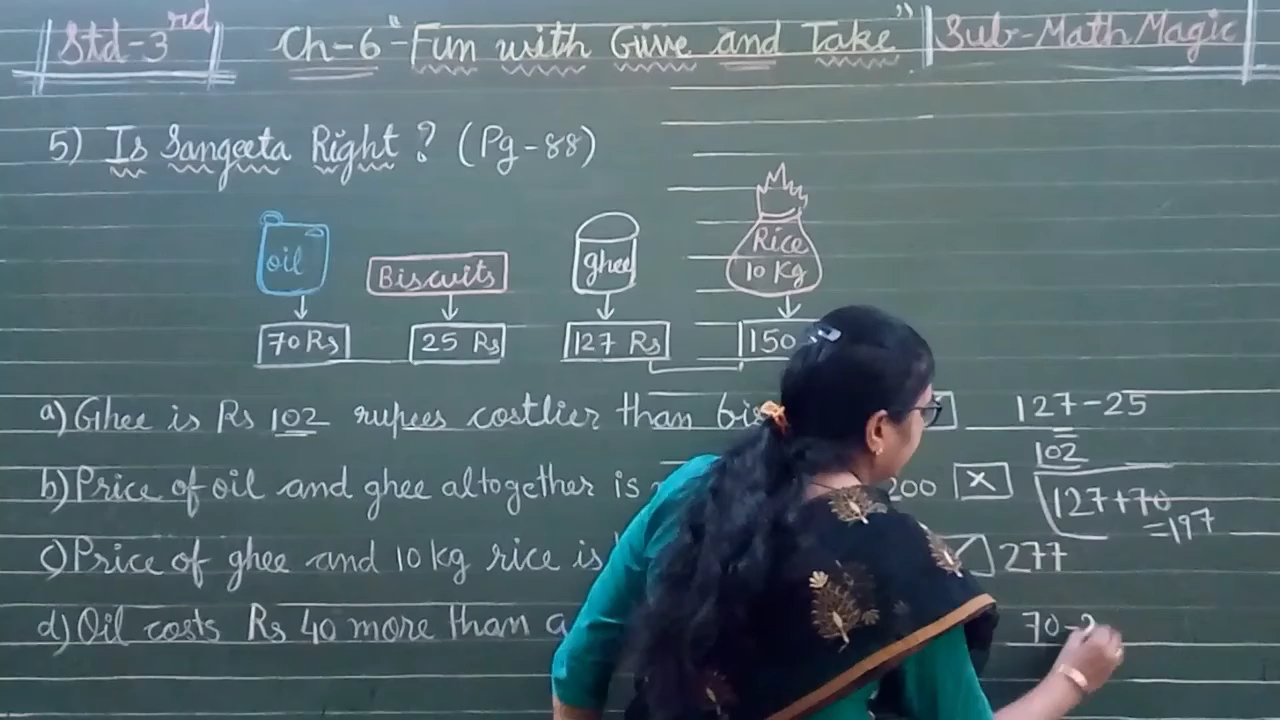 Std-3rd Ch-6 "Fun with Give and Take" Sub-Math Magic
5) Is Sangeeta Right? (Pg-88)
oil Biscuits ghee Rice 10 Kg
70 Rs 25 Rs 127 Rs 150
a) Ghee is Rs 102 rupees costlier than 127-25
102
b) Price of oil and ghee altogether is 200 x 127+70
=197
c) Price of ghee and 10 kg rice is 277
d) Oil costs Rs 40 more than a 70-2